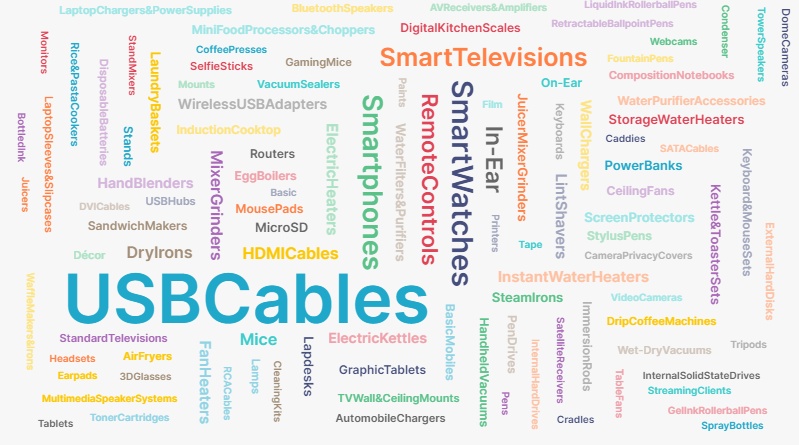 LaptopChargers&PowerSupplies
BluetoothSpeakers
AVReceivers&Amplifiers
LiquidInkRollerballPens
DomeCameras
TowerSpeakers
Condenser
RetractableBallpointPens
MiniFoodProcessors&Choppers
DigitalKitchenScales
Monitors
Rice&PastaCookers
StandMixers
CoffeePresses
Webcams
SmartTelevisions
FountainPens
LaundryBaskets
DisposableBatteries
SelfieSticks
GamingMice
CompositionNotebooks
Mounts
VacuumSealers
On-Ear
Paints
SmartWatches
LaptopSleeves&Slipcases
WirelessUSBAdapters
Smartphones
RemoteControls
Film
JuicerMixerGrinders
Keyboards
WallChargers
WaterPurifierAccessories
Bottledink
StorageWaterHeaters
Stands
InductionCooktop
ElectricHeaters
WaterFilters&Purifiers
In-Ear
Caddies
SATACables
Keyboard&MouseSets
MixerGrinders
Routers
PowerBanks
Juicers
HandBlenders
EggBoilers
LintShavers
CeilingFans
Kettle&ToasterSets
Basic
DVICables
USBHubs
MousePads
Printers
ScreenProtectors
SandwichMakers
MicroSD
StylusPens
ExternalHardDisks
Tape
Décor
DryIrons
HDMICables
CameraPrivacyCovers
WaffleMakers&Irons
USBCables
InstantWaterHeaters
SteamIrons
VideoCameras
BasicMobiles
HandheldVacuums
PenDrives
SatelliteReceivers
ImmersionRods
DripCoffeeMachines
StandardTelevisions
FanHeaters
Mice
Lapdesks
ElectricKettles
InternalHardDrives
Wet-DryVacuums
Tripods
Headsets
AirFryers
RCACables
Lamps
CleaningKits
GraphicTablets
TableFans
InternalSolidStateDrives
Earpads
3DGlasses
StreamingClients
MultimediaSpeakerSystems
TVWall&CeilingMounts
Pens
GelInkRollerballPens
Tablets
TonerCartridges
AutomobileChargers
Cradles
SprayBottles